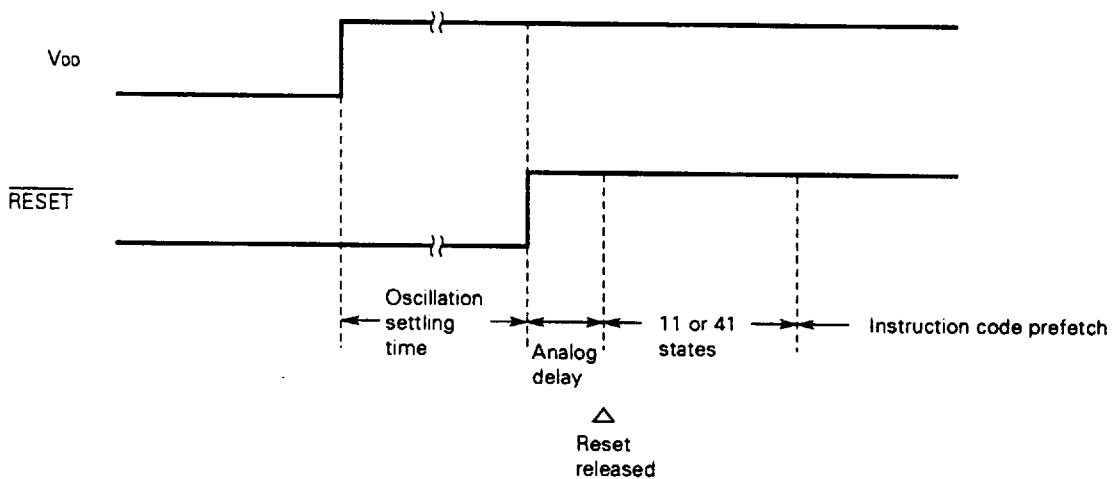 VDD
RESET
Oscillation
settling
time
Analog
delay
11 or 41
states
Instruction code prefetch
Reset
released